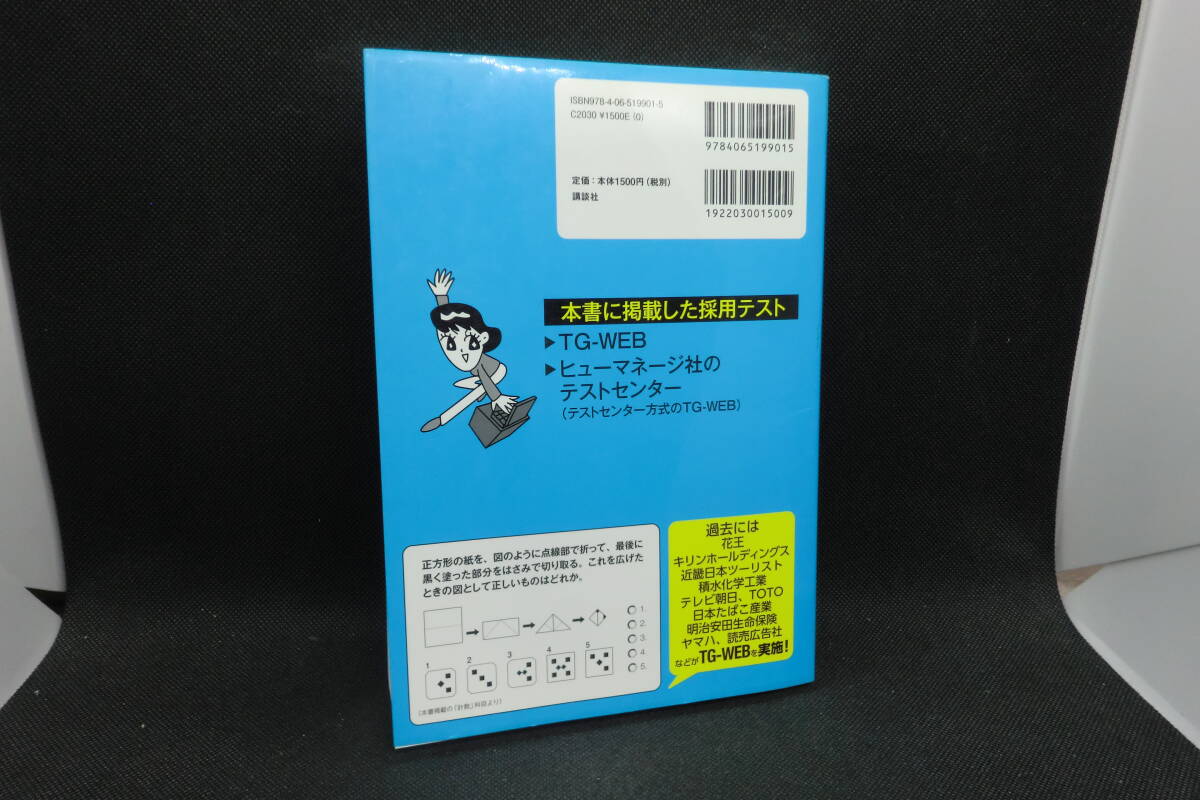 ISBN978-4-06-519901-5
C2030 ¥1500E (0)
9784065199015
定価：本体1500円（税別）
講談社
1922030015009
本書に掲載した採用テスト
▶TG-WEB
▶ヒューマネージ社の
テストセンター
（テストセンター方式のTG-WEB）
正方形の紙を、図のように点線部で折って、最後に
黒く塗った部分をはさみで切り取る。これを広げた
ときの図として正しいものはどれか。
1.
2.
3.
4.
5.
1 2 3 4 5
（本書掲載の「計数」科目より）
過去には
花王
キリンホールディングス
近畿日本ツーリスト
積水化学工業
テレビ朝日、TOTO
日本たばこ産業
明治安田生命保険
ヤマハ、読売広告社
などがTG-WEBを実施！